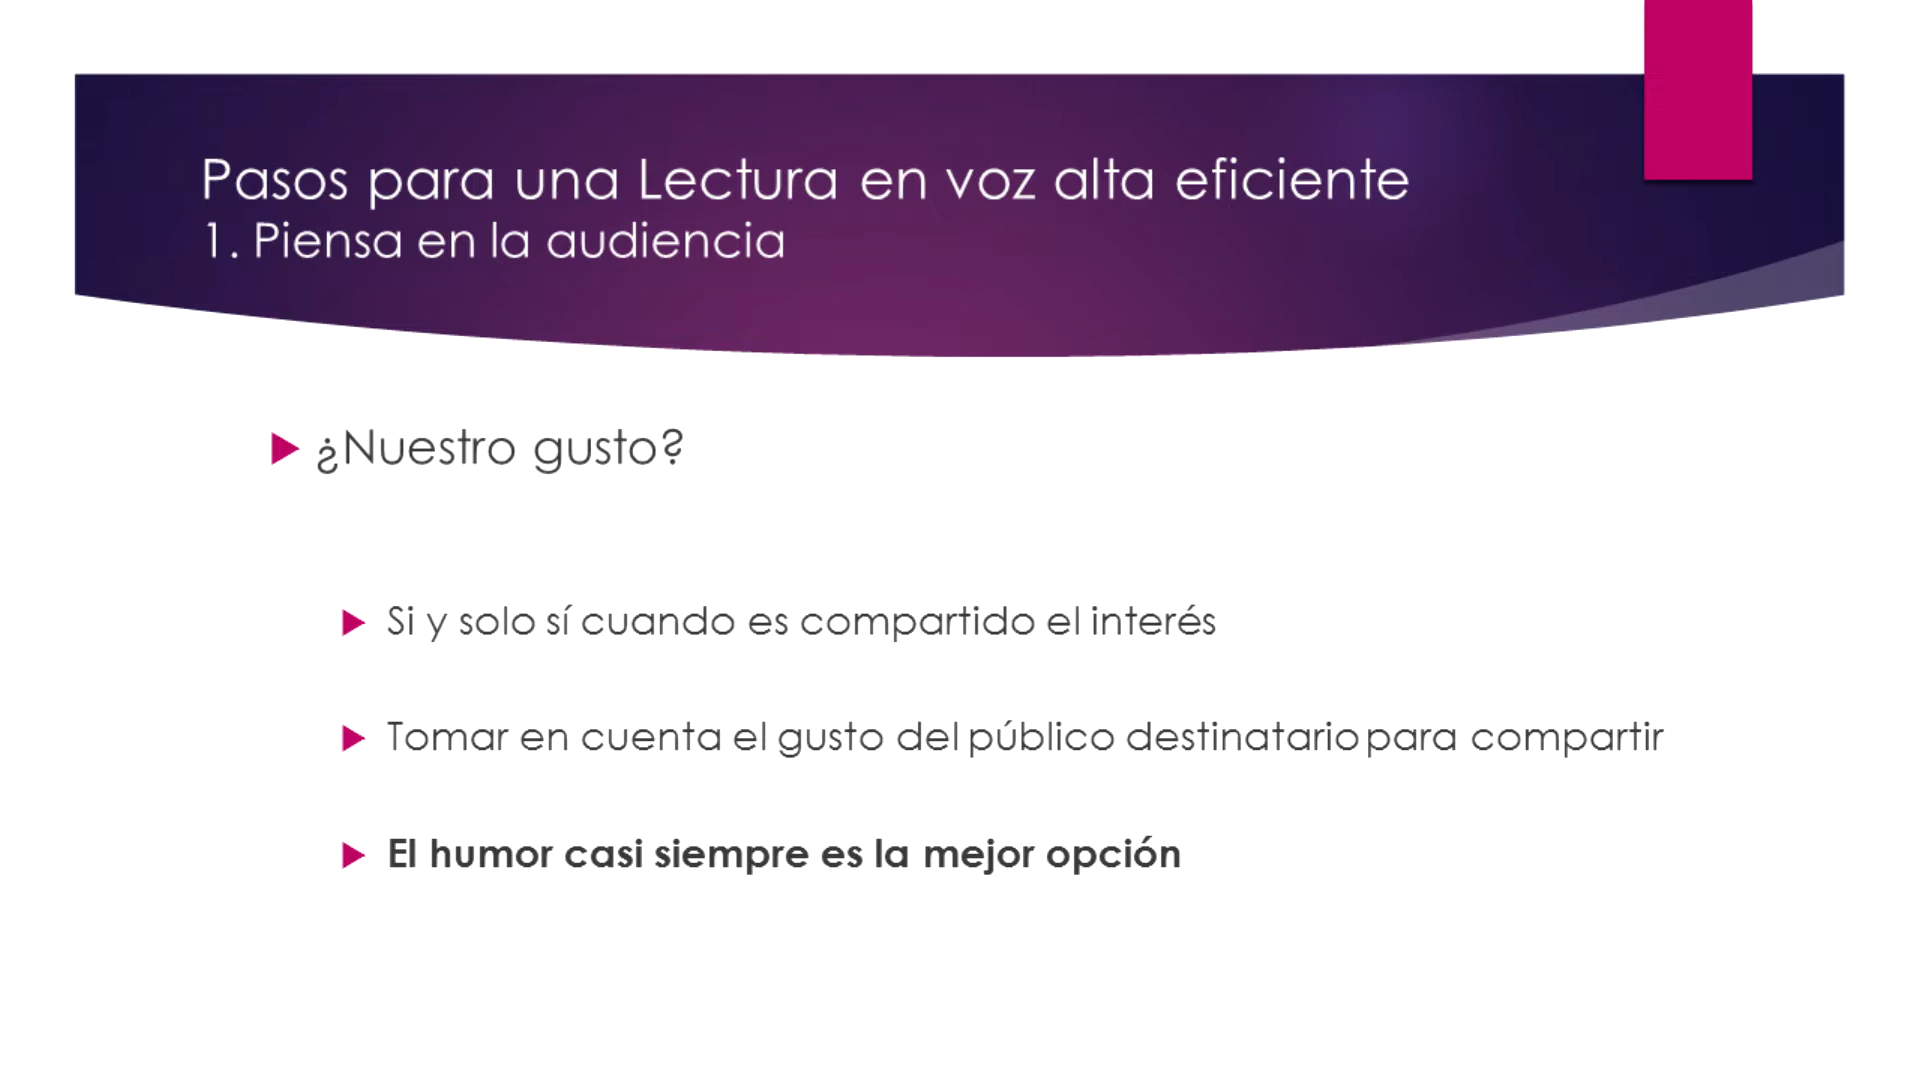 Pasos para una Lectura en voz alta eficiente
1. Piensa en la audiencia
¿Nuestro gusto?
Si y solo sí cuando es compartido el interés
Tomar en cuenta el gusto del público destinatario para compartir
El humor casi siempre es la mejor opción